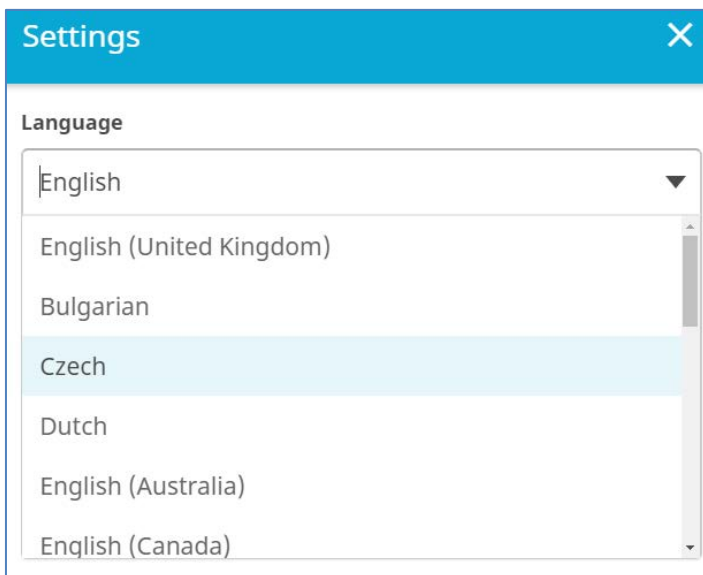 Settings
Language
English
English (United Kingdom)
Bulgarian
Czech
Dutch
English (Australia)
English (Canada)